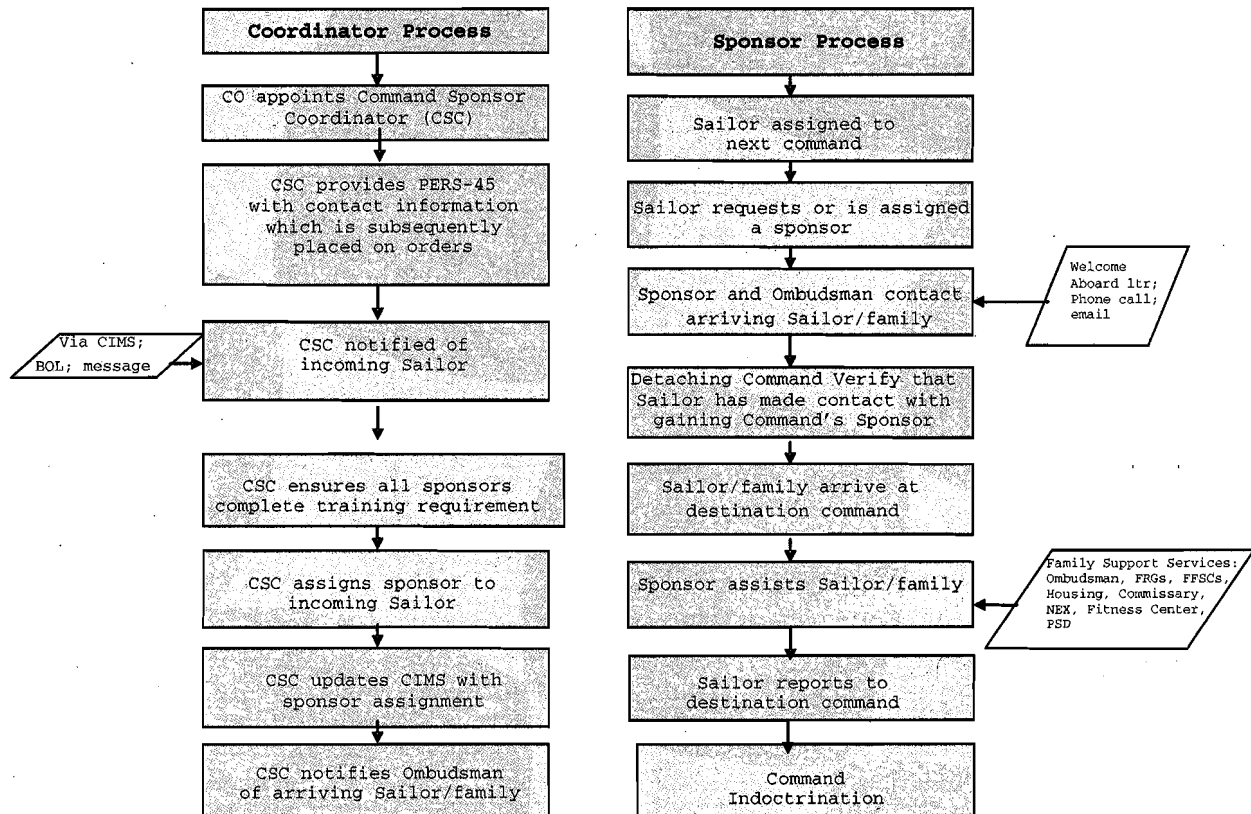 Coordinator Process
CO appoints Command Sponsor
Coordinator (CSC)
CSC provides PERS-45
with contact information
which is subsequently
placed on orders
Via CIMS;
BOL; message
CSC notified of
incoming Sailor
CSC ensures all sponsors
complete training requirement
CSC assigns sponsor to
incoming Sailor
CSC updates CIMS with
sponsor assignment
CSC notifies Ombudsman
of arriving Sailor/family
Sponsor Process
Sailor assigned to
next command
Sailor requests or is assigned
a sponsor
Sponsor and Ombudsman contact
arriving Sailor/family
Welcome
Aboard ltr;
Phone call;
email
Detaching Command Verify that
Sailor has made contact with
gaining Command's Sponsor
Sailor/family arrive at
destination command
Sponsor assists Sailor/family
Family Support Services:
Ombudsman, FRGs, FFSCs,
Housing, Commissary,
NEX, Fitness Center,
PSD
Sailor reports to
destination command
Command
Indoctrination